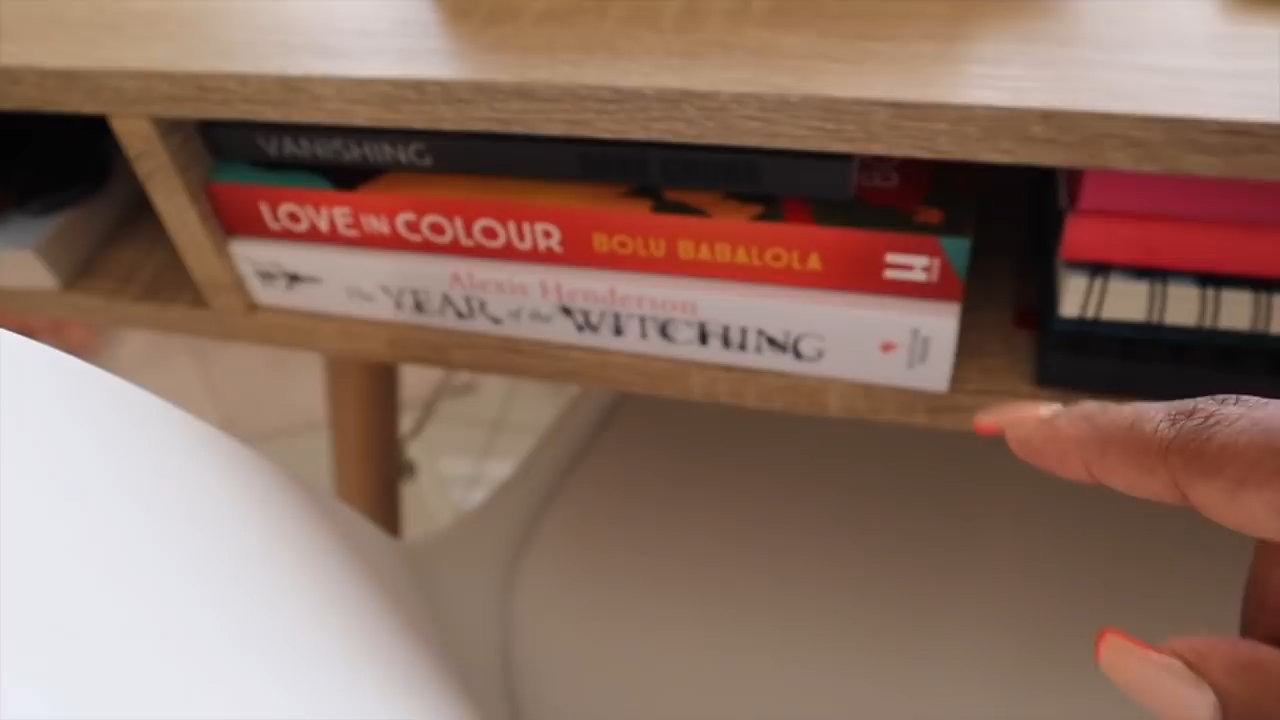 VANISHING
LOVE IN COLOUR BOLU BABALOLA
Alexis Henderson
The YEAR of the WITCHING